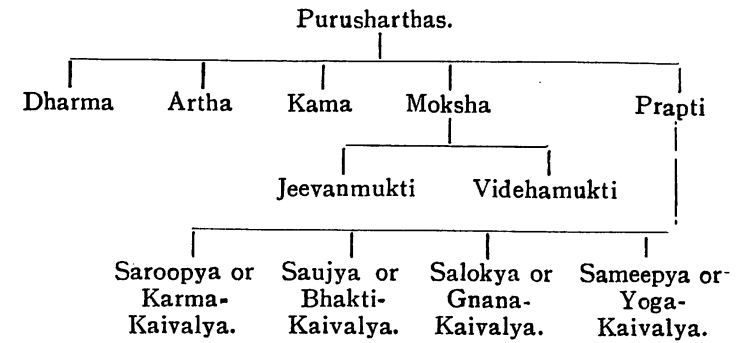 Purusharthas.
Dharma Artha Kama Moksha Prapti
Jeevanmukti Videhamukti
Saroopya or Saujya or Salokya or Sameepya or
Karma- Bhakti- Gnana- Yoga-
Kaivalya. Kaivalya. Kaivalya. Kaivalya.